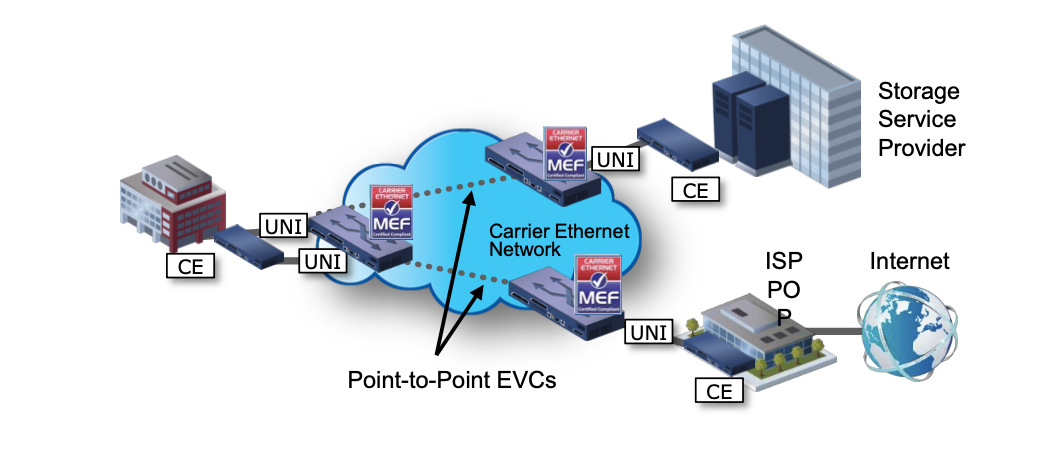 Storage
Service
Provider
CARRIER
ETHERNET
MEF
Certified Compliant
UNI
CE
CARRIER
ETHERNET
MEF
Certified Compliant
UNI
UNI
CE
Carrier Ethernet
Network
CARRIER
ETHERNET
MEF
Certified Compliant
UNI
CE
ISP
PO
P
Internet
Point-to-Point EVCs